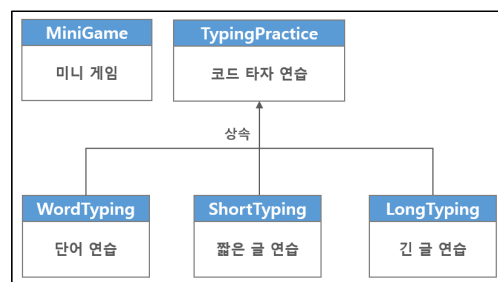 MiniGame
미니 게임
TypingPractice
코드 타자 연습
상속
WordTyping
단어 연습
ShortTyping
짧은 글 연습
LongTyping
긴 글 연습